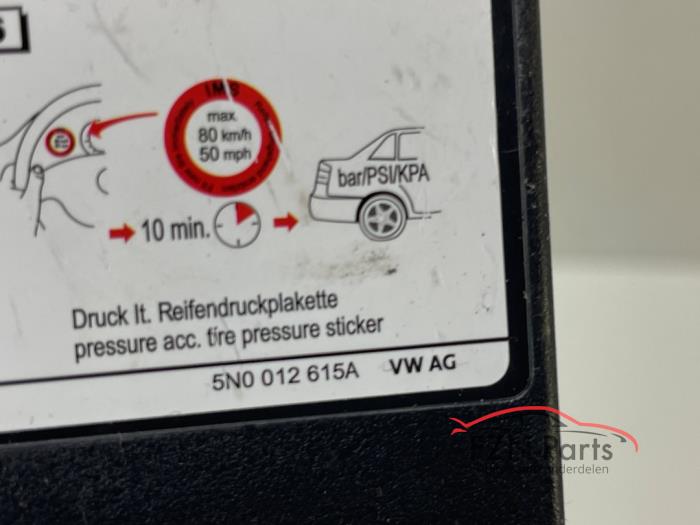 IMS
max.
80 km/h
50 mph
bar/PSI/KPA
10 min.
Druck lt. Reifendruckplakette
pressure acc. tire pressure sticker
5N0 012 615A VW AG
Parts